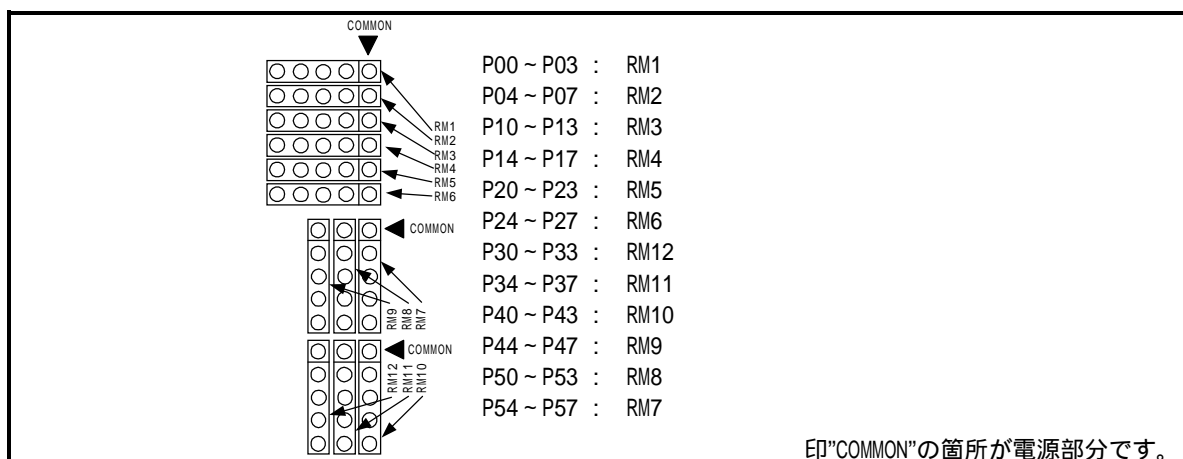 COMMON
RM1
RM2
RM3
RM4
RM5
RM6
COMMON
RM9
RM8
RM7
COMMON
RM12
RM11
RM10
P00~P03 : RM1
P04~P07 : RM2
P10~P13 : RM3
P14~P17 : RM4
P20~P23 : RM5
P24~P27 : RM6
P30~P33 : RM12
P34~P37 : RM11
P40~P43 : RM10
P44~P47 : RM9
P50~P53 : RM8
P54~P57 : RM7
印”COMMON”の箇所が電源部分です。